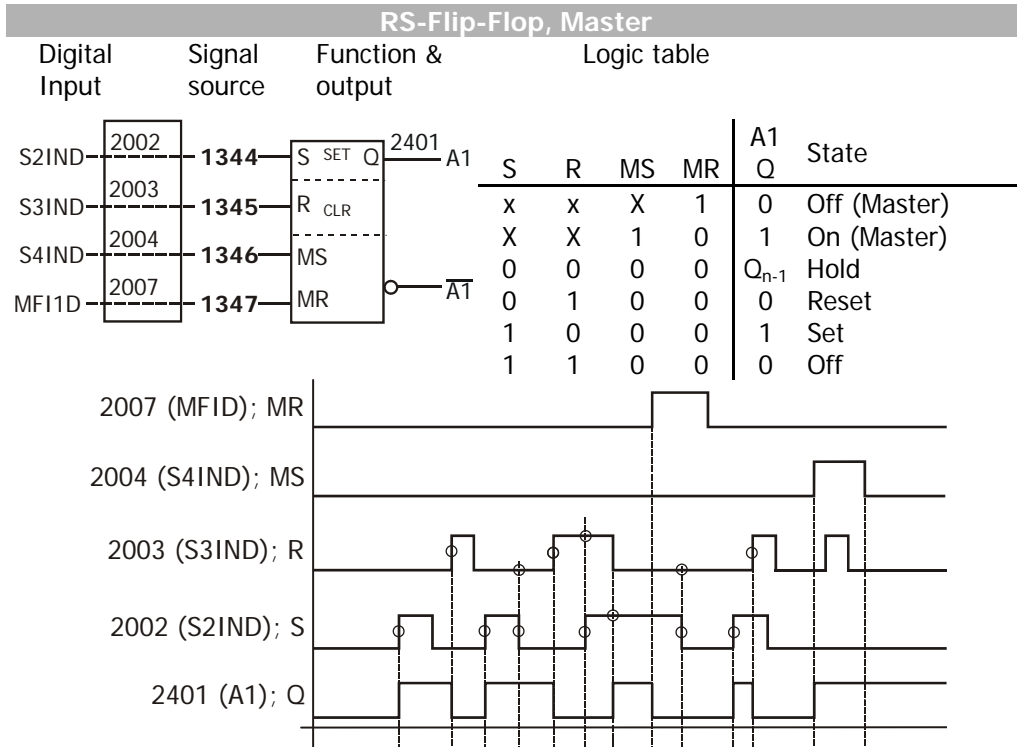 RS-Flip-Flop, Master
Digital Input
Signal source
Function & output
Logic table
S2IND 2002 1344 S SET Q 2401 A1
S3IND 2003 1345 R CLR
S4IND 2004 1346 MS
MFI1D 2007 1347 MR A1
S R MS MR A1 Q State
x x X 1 0 Off (Master)
X X 1 0 1 On (Master)
0 0 0 0 Qn-1 Hold
0 1 0 0 0 Reset
1 0 0 0 1 Set
1 1 0 0 0 Off
2007 (MFID); MR
2004 (S4IND); MS
2003 (S3IND); R
2002 (S2IND); S
2401 (A1); Q